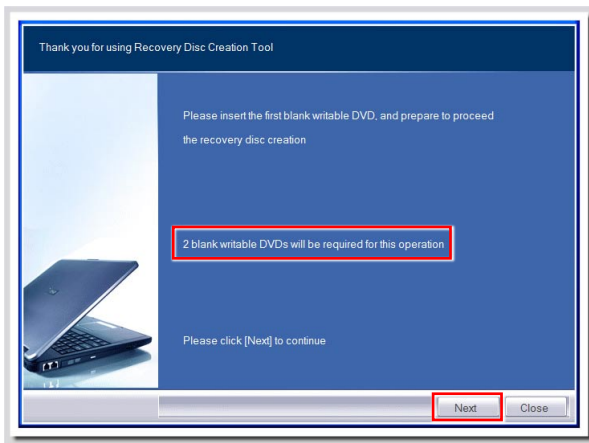 Thank you for using Recovery Disc Creation Tool
Please insert the first blank writable DVD, and prepare to proceed
the recovery disc creation
2 blank writable DVDs will be required for this operation
Please click [Next] to continue
Next
Close